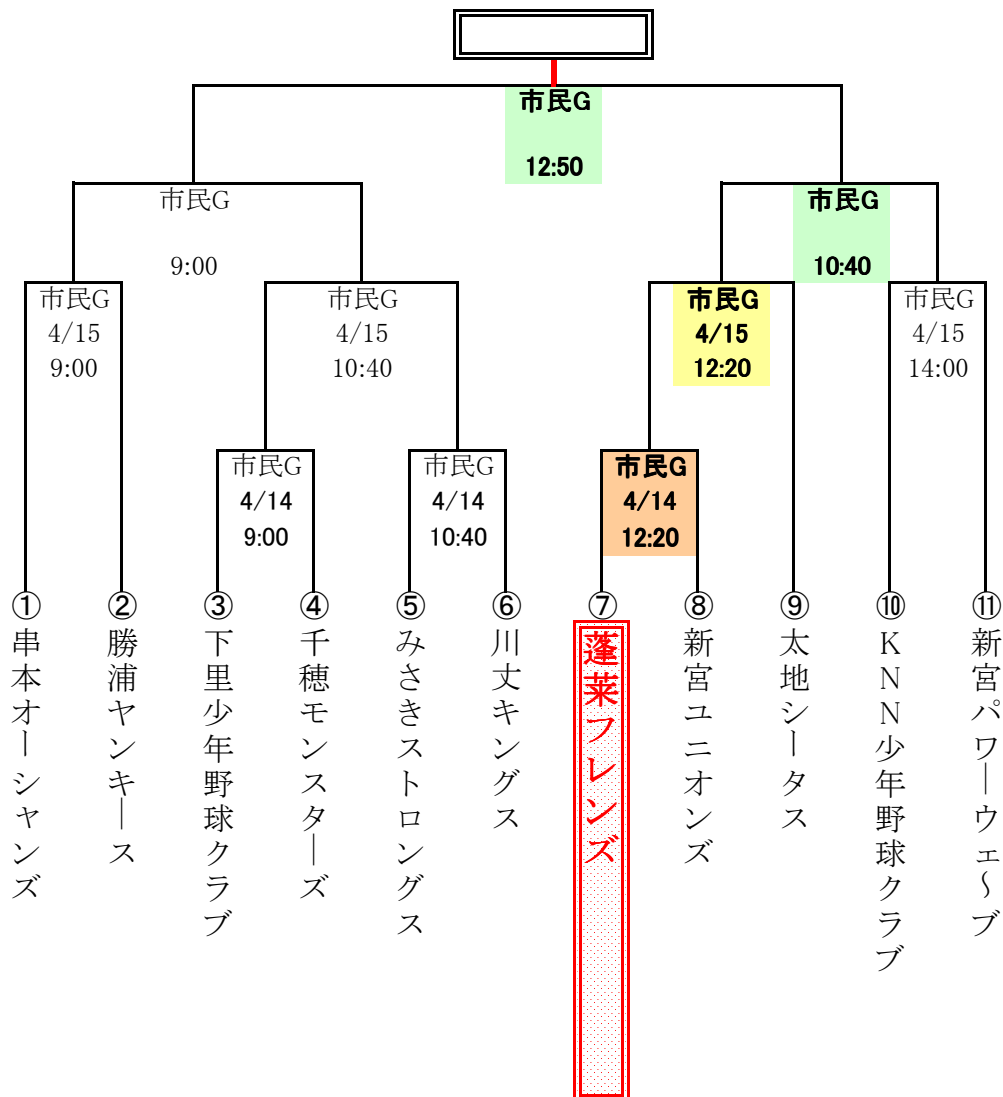 市民G
12:50
市民G
9:00
市民G
10:40
市民G
4/15
9:00
市民G
4/15
10:40
市民G
4/15
12:20
市民G
4/15
14:00
市民G
4/14
9:00
市民G
4/14
10:40
市民G
4/14
12:20
①
串本オーシャンズ
②
勝浦ヤンキース
③
下里少年野球クラブ
④
千穂モンスターズ
⑤
みさきストロングス
⑥
川丈キングス
⑦
蓬莱フレンズ
⑧
新宮ユニオンズ
⑨
太地シータス
⑩
KNN少年野球クラブ
⑪
新宮パワーウェ~ブ